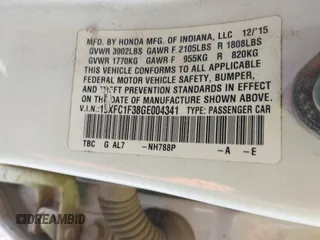 MFD. BY HONDA MFG. OF INDIANA, LLC 12/'15
GVWR 3902LBS GAWR F 2105LBS R 1808LBS
GVWR 1770KG GAWR F 955KG R 820KG
THIS VEHICLE CONFORMS TO ALL APPLICABLE
FEDERAL MOTOR VEHICLE SAFETY, BUMPER,
AND THEFT PREVENTION STANDARDS IN EFFECT
ON THE DATE OF MANUFACTURE SHOWN ABOVE.
V.I.N.: 19XFC1F38GE004341 TYPE: PASSENGER CAR
TBC G AL7 -NH788P -A -E
© DREAMBID